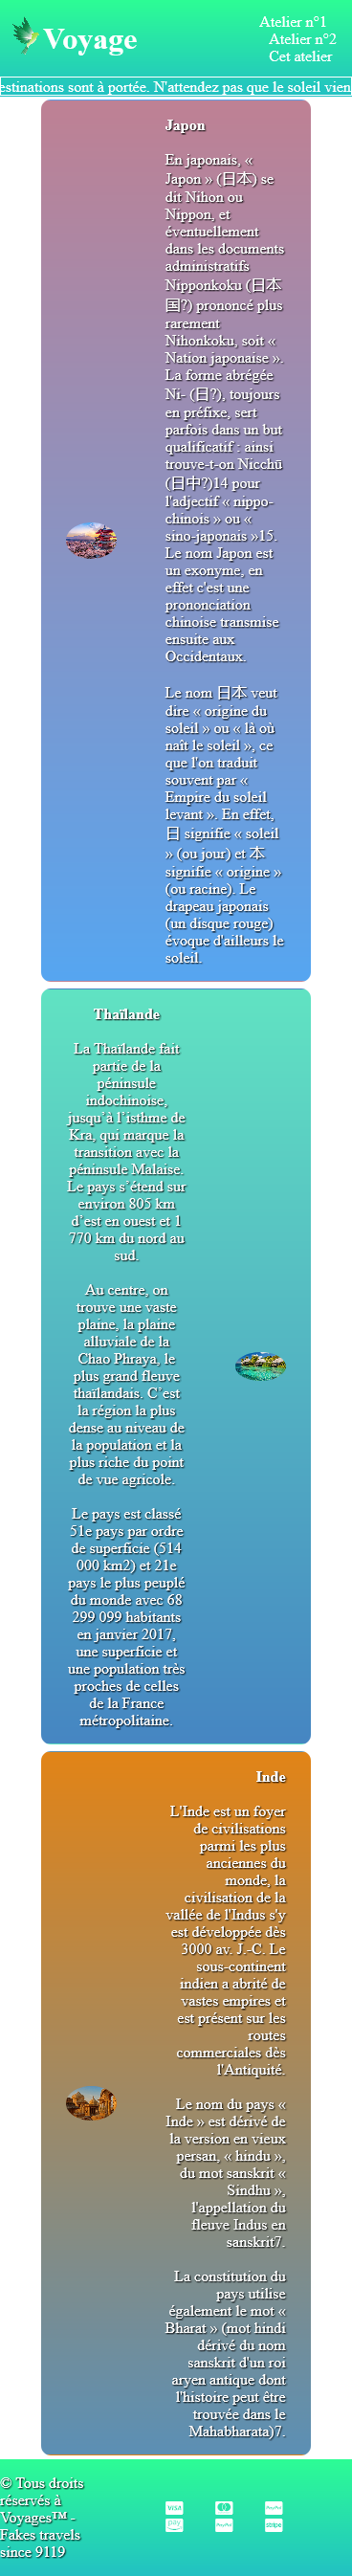 Voyage
Atelier n°1
Atelier n°2
Cet atelier
estinations sont à portée. N'attendez pas que le soleil vien
Japon
En japonais, «
Japon » (日本) se
dit Nihon ou
Nippon, et
éventuellement
dans les documents
administratifs
Nipponkoku (日本
国?) prononcé plus
rarement
Nihonkoku, soit «
Nation japonaise ».
La forme abrégée
Ni- (日?), toujours
en préfixe, sert
parfois dans un but
qualificatif : ainsi
trouve-t-on Nicchū
(日中?)14 pour
l'adjectif « nippo-
chinois » ou «
sino-japonais »15.
Le nom Japon est
un exonyme, en
effet c'est une
prononciation
chinoise transmise
ensuite aux
Occidentaux.
Le nom 日本 veut
dire « origine du
soleil » ou « là où
naît le soleil », ce
que l'on traduit
souvent par «
Empire du soleil
levant ». En effet,
日 signifie « soleil
» (ou jour) et 本
signifie « origine »
(ou racine). Le
drapeau japonais
(un disque rouge)
évoque d'ailleurs le
soleil.
Thaïlande
La Thaïlande fait
partie de la
péninsule
indochinoise,
jusqu’à l’isthme de
Kra, qui marque la
transition avec la
péninsule Malaise.
Le pays s’étend sur
environ 805 km
d’est en ouest et 1
770 km du nord au
sud.
Au centre, on
trouve une vaste
plaine, la plaine
alluviale de la
Chao Phraya, le
plus grand fleuve
thaïlandais. C’est
la région la plus
dense au niveau de
la population et la
plus riche du point
de vue agricole.
Le pays est classé
51e pays par ordre
de superficie (514
000 km2) et 21e
pays le plus peuplé
du monde avec 68
299 099 habitants
en janvier 2017,
une superficie et
une population très
proches de celles
de la France
métropolitaine.
Inde
L'Inde est un foyer
de civilisations
parmi les plus
anciennes du
monde, la
civilisation de la
vallée de l'Indus s'y
est développée dès
3000 av. J.-C. Le
sous-continent
indien a abrité de
vastes empires et
est présent sur les
routes
commerciales dès
l'Antiquité.
Le nom du pays «
Inde » est dérivé de
la version en vieux
persan, « hindu »,
du mot sanskrit «
Sindhu »,
l'appellation du
fleuve Indus en
sanskrit7.
La constitution du
pays utilise
également le mot «
Bharat » (mot hindi
dérivé du nom
sanskrit d'un roi
aryen antique dont
l'histoire peut être
trouvée dans le
Mahabharata)7.
© Tous droits
réservés à
Voyages™ -
Fakes travels
since 9119
VISA
PayPal
pay
PayPal
stripe